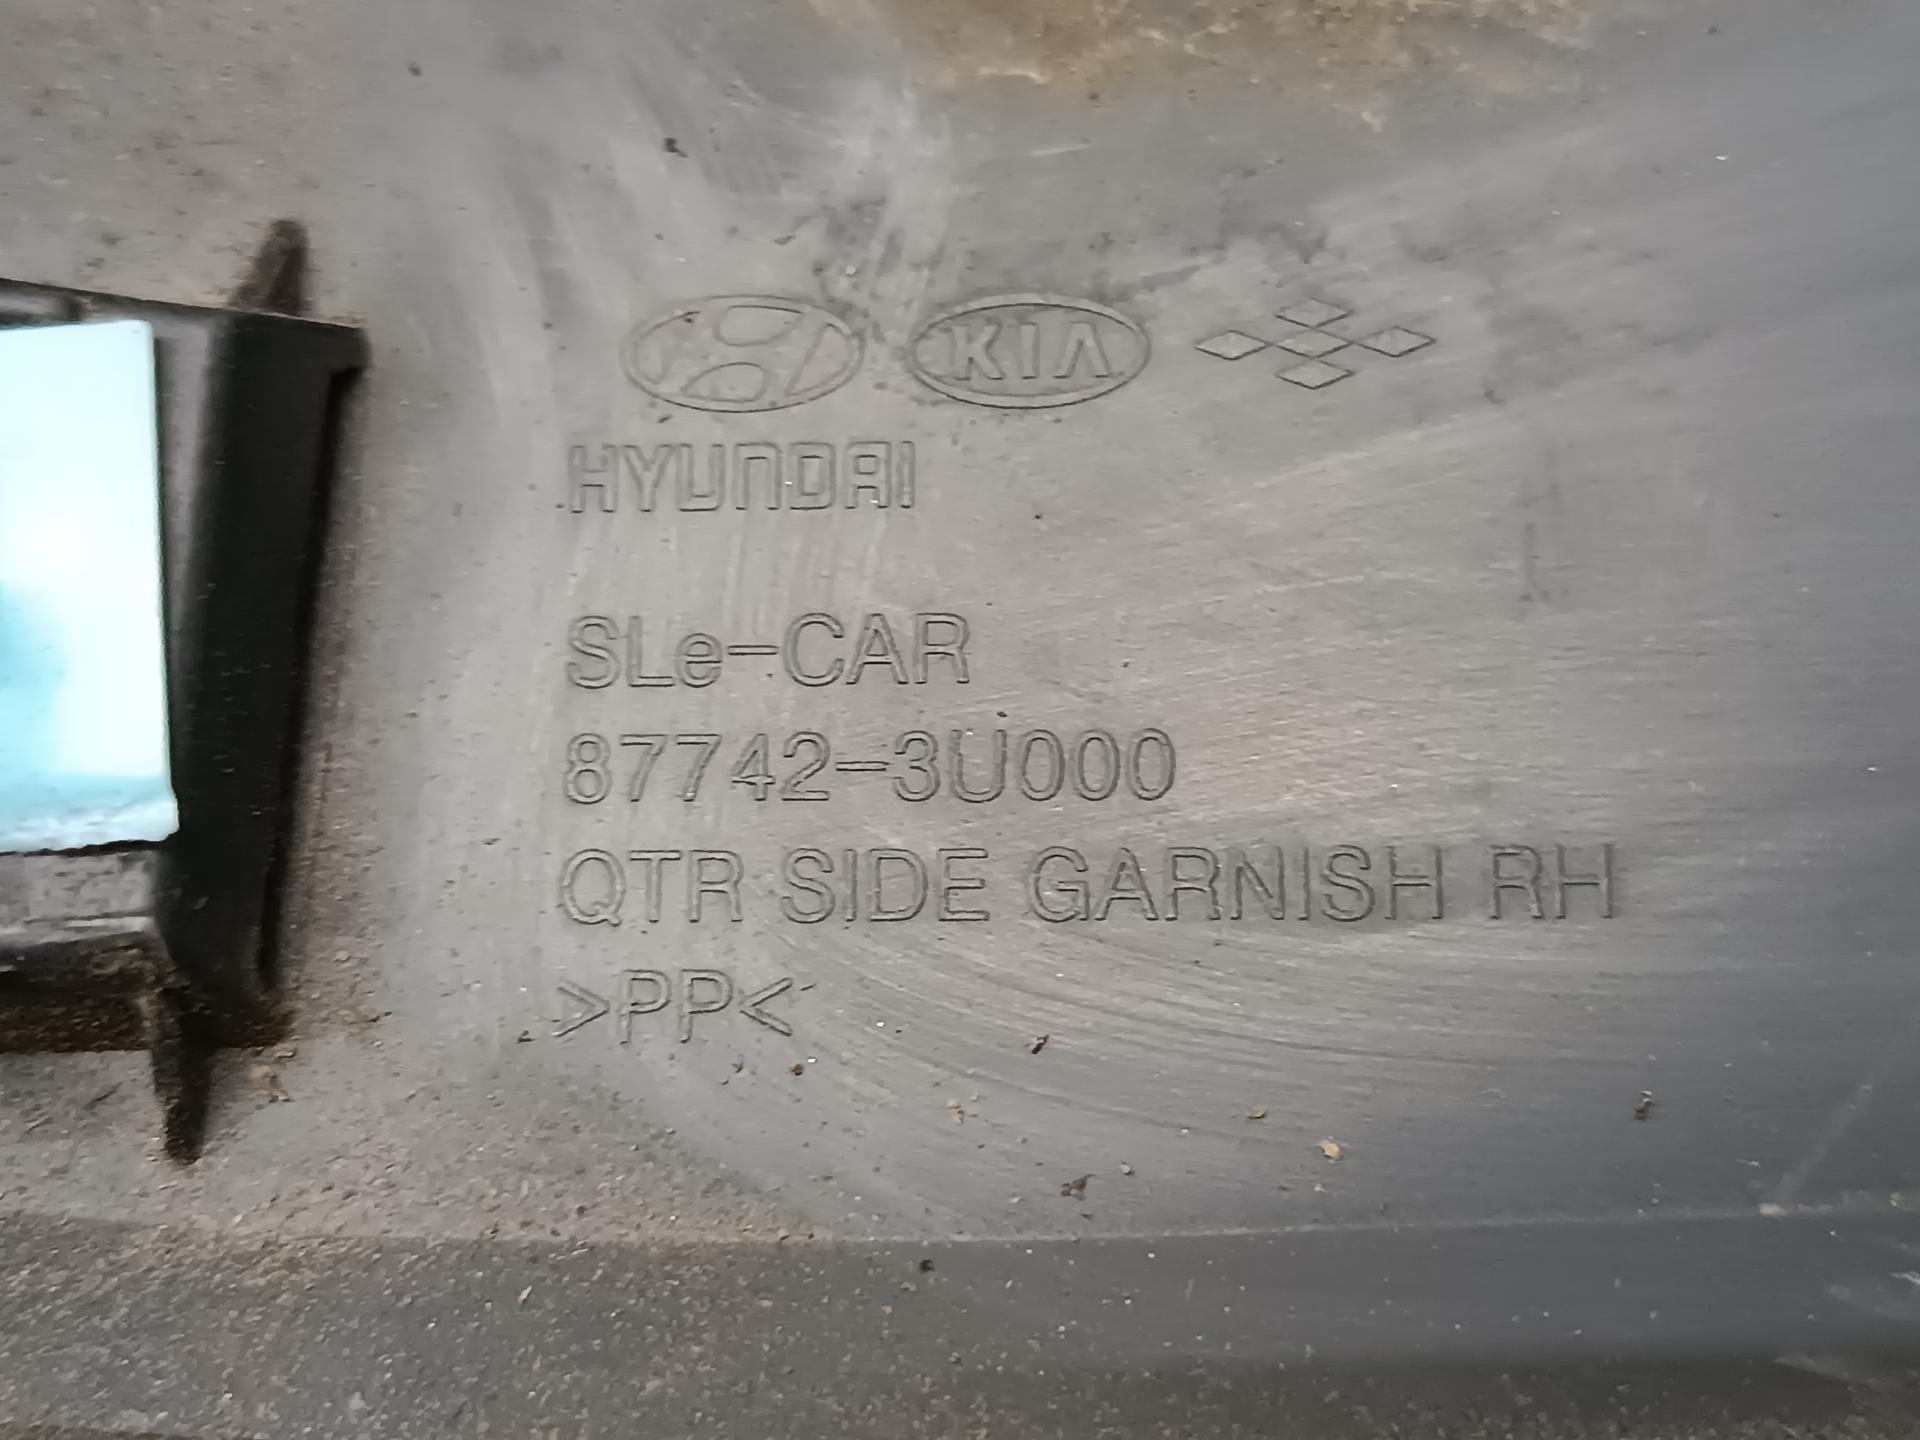 KIA
HYUNDAI
SLe-CAR
87742-3U000
QTR SIDE GARNISH RH
>PP<